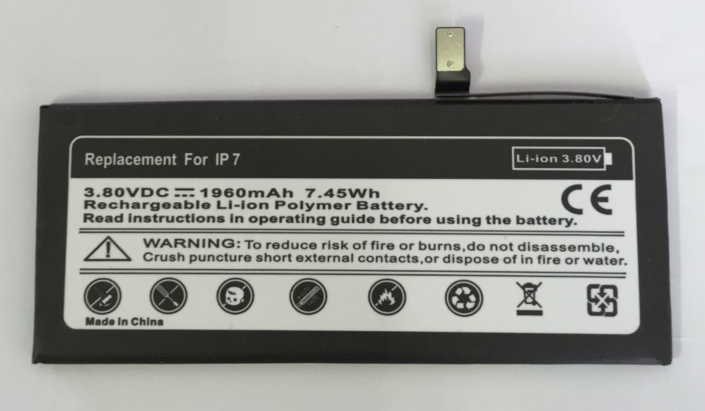 Replacement For IP 7
Li-ion 3.80V
3.80VDC ⎓ 1960mAh 7.45Wh
Rechargeable Li-ion Polymer Battery.
Read instructions in operating guide before using the battery.
CE
WARNING: To reduce risk of fire or burns,do not disassemble,
Crush puncture short external contacts,or dispose of in fire or water.
Made in China